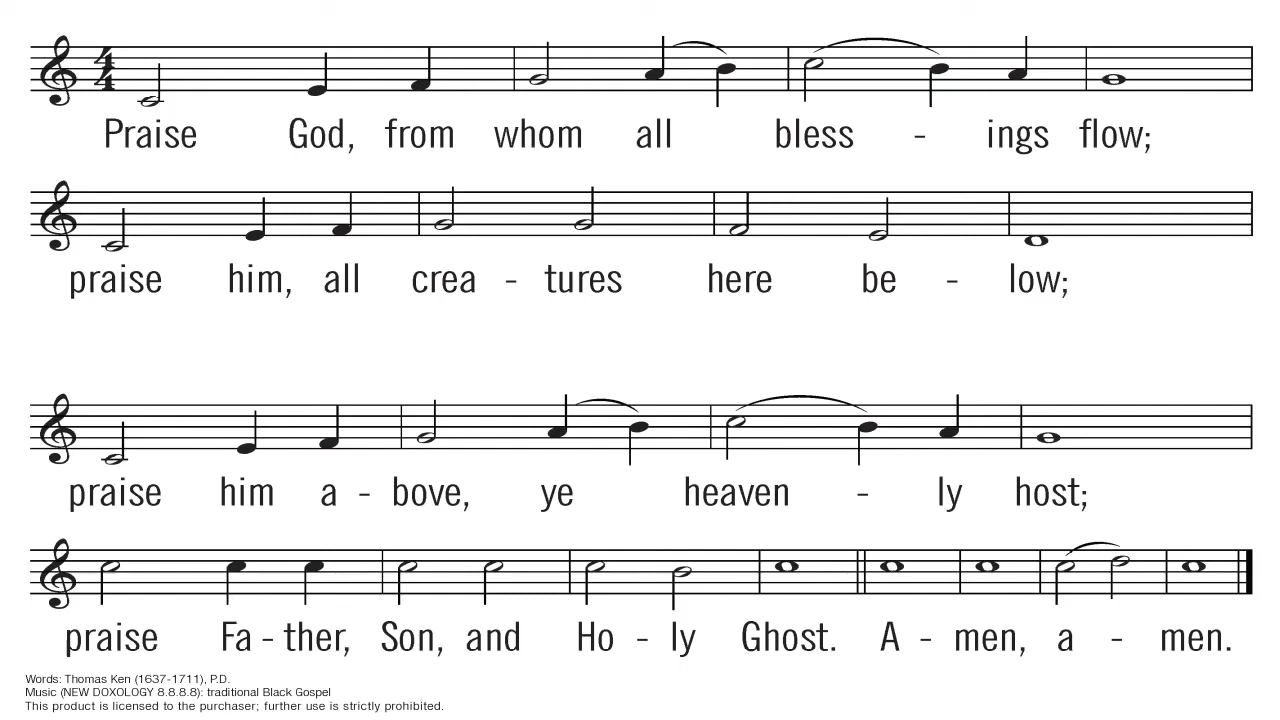 Praise God, from whom all bless - ings flow;
praise him, all crea - tures here be - low;
praise him a - bove, ye heaven - ly host;
praise Fa - ther, Son, and Ho - ly Ghost. A - men, a - men.
Words: Thomas Ken (1637-1711), P.D.
Music (NEW DOXOLOGY 8.8.8.8): traditional Black Gospel
This product is licensed to the purchaser; further use is strictly prohibited.